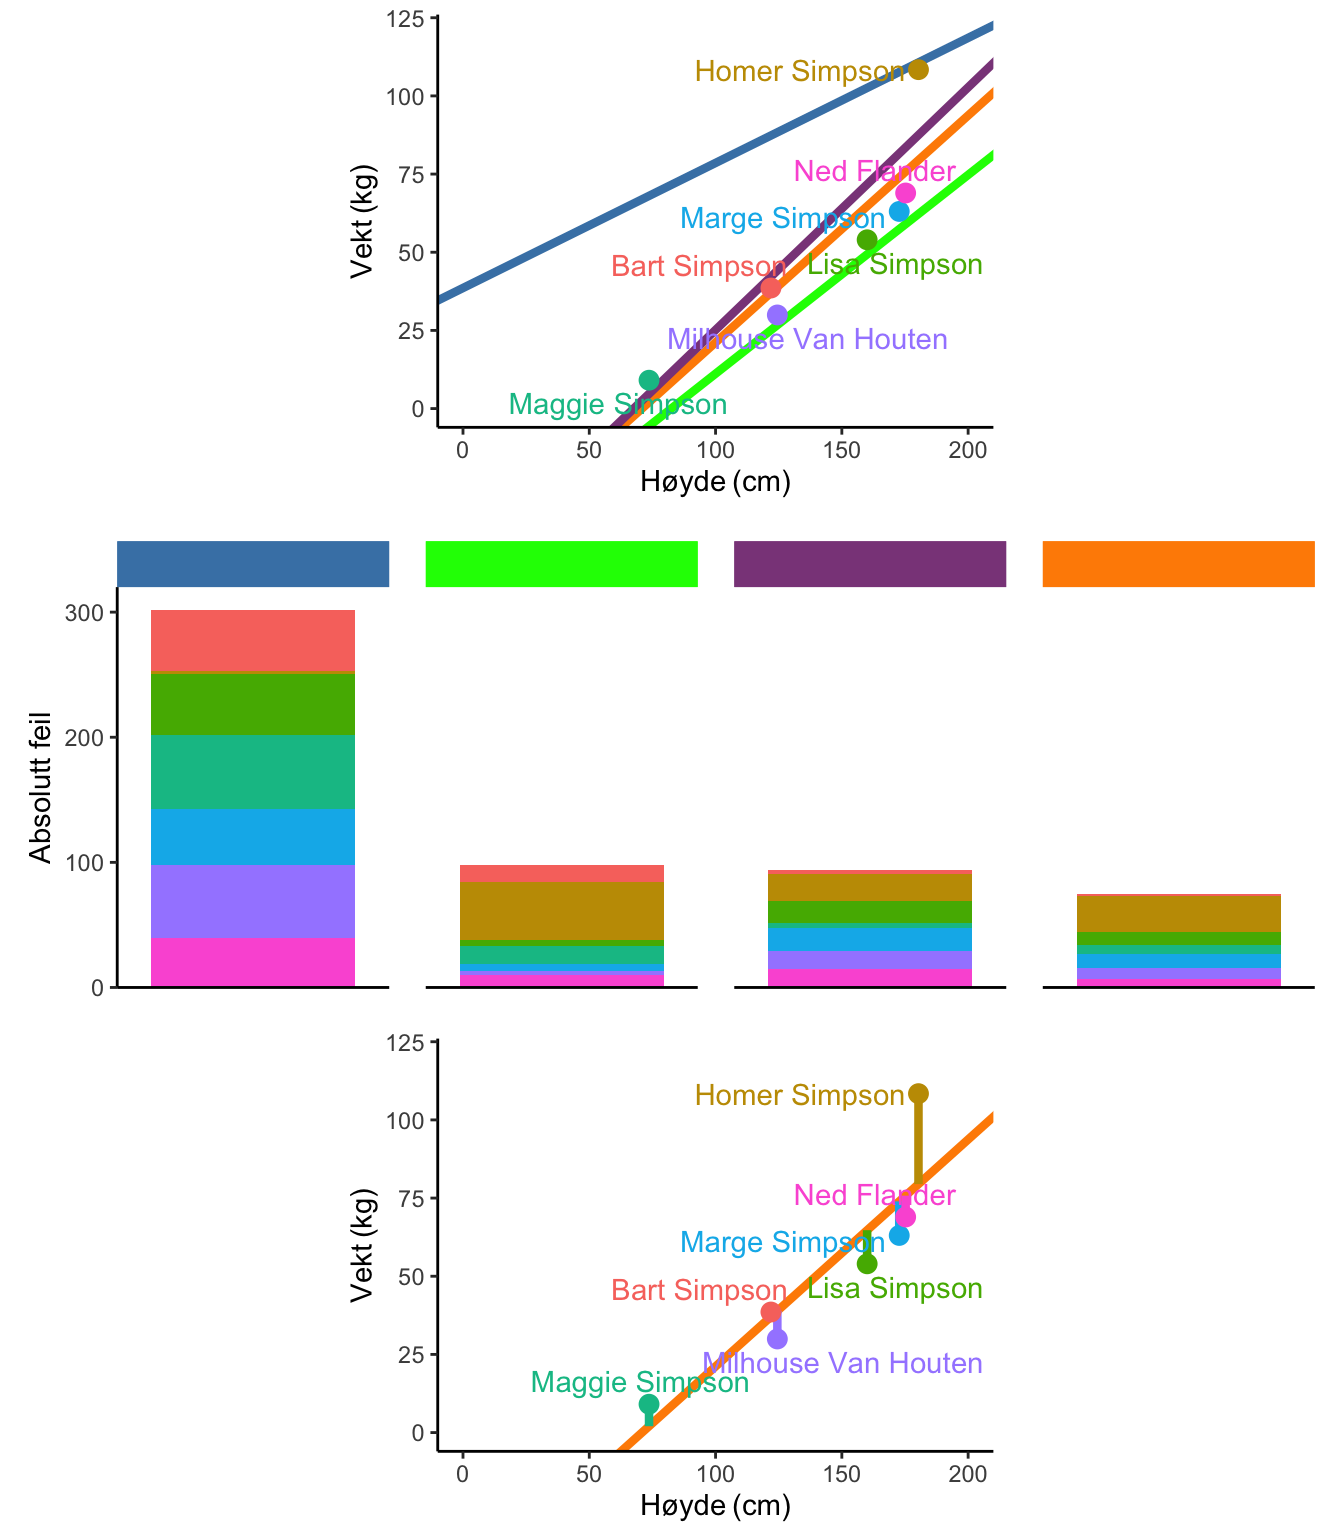 125
Homer Simpson
100
Ned Flander
75
Marge Simpson
Vekt (kg)
50
Bart Simpson
Lisa Simpson
25
Milhouse Van Houten
Maggie Simpson
0
0 50 100 150 200
Høyde (cm)
300
200
Absolutt feil
100
0
125
Homer Simpson
100
Ned Flander
75
Marge Simpson
Vekt (kg)
50
Bart Simpson
Lisa Simpson
25
Milhouse Van Houten
Maggie Simpson
0
0 50 100 150 200
Høyde (cm)